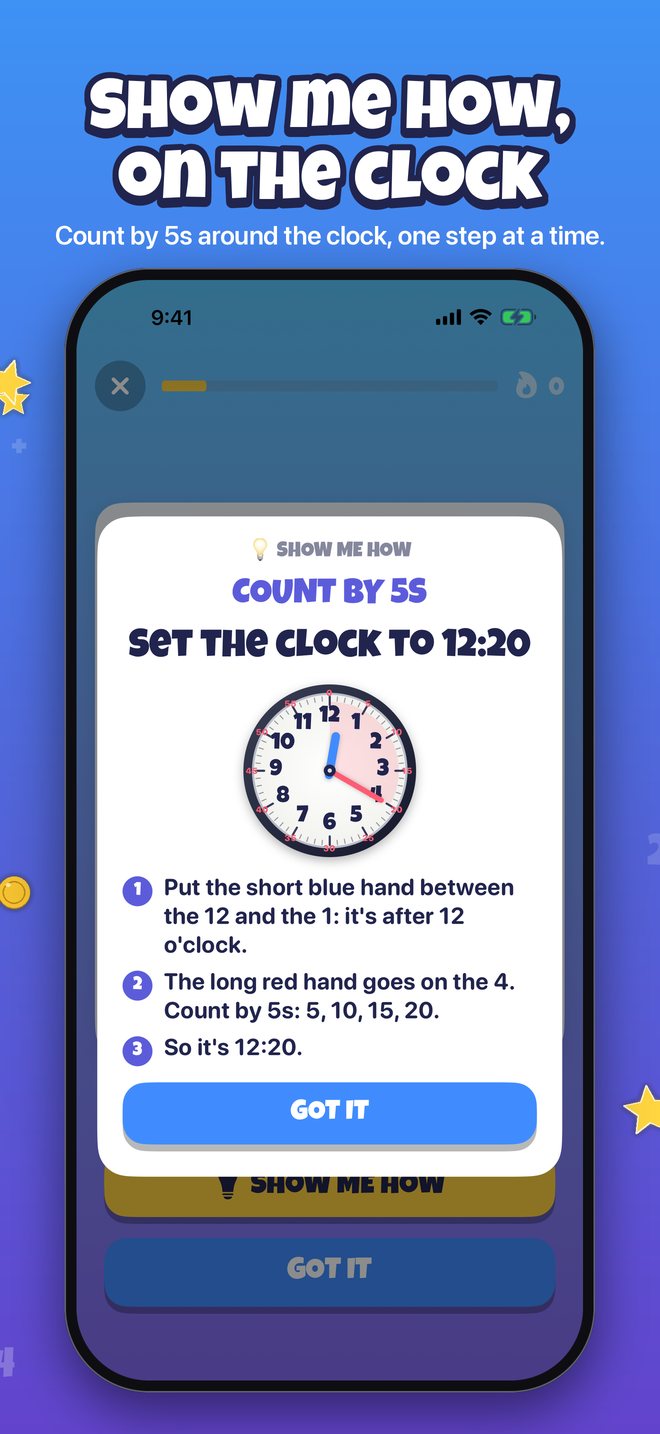 SHOW me HOW,
on THe CLOCK
Count by 5s around the clock, one step at a time.
9:41
0
SHOW ME HOW
COUNT BY 5S
SeT THe CLOCK TO 12:20
12
11
1
10
2
9
3
8
4
7
5
6
1 Put the short blue hand between
the 12 and the 1: it's after 12
o'clock.
2 The long red hand goes on the 4.
Count by 5s: 5, 10, 15, 20.
3 So it's 12:20.
GOT IT
SHOW ME HOW
GOT IT
4